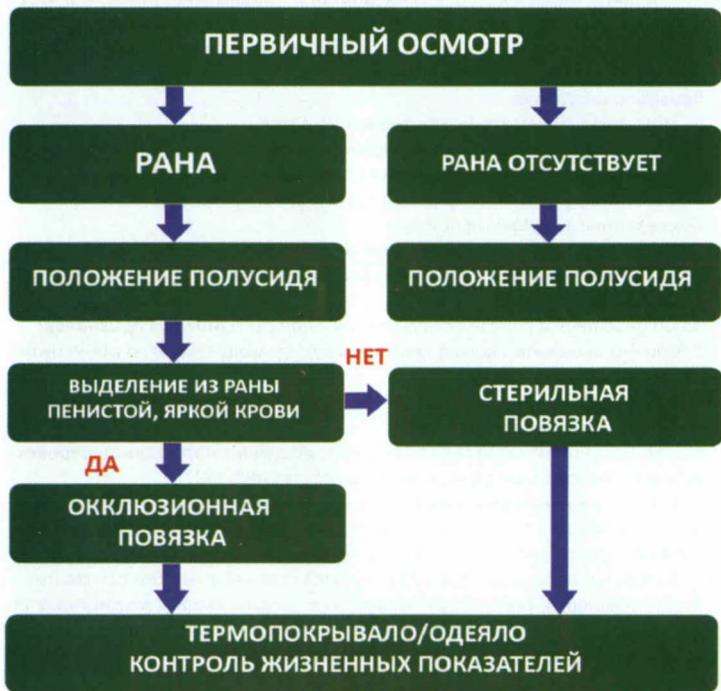 ПЕРВИЧНЫЙ ОСМОТР
РАНА
РАНА ОТСУТСТВУЕТ
ПОЛОЖЕНИЕ ПОЛУСИДЯ
ПОЛОЖЕНИЕ ПОЛУСИДЯ
ВЫДЕЛЕНИЕ ИЗ РАНЫ
ПЕНИСТОЙ, ЯРКОЙ КРОВИ
НЕТ
СТЕРИЛЬНАЯ
ПОВЯЗКА
ДА
ОККЛЮЗИОННАЯ
ПОВЯЗКА
ТЕРМОПОКРЫВАЛО/ОДЕЯЛО
КОНТРОЛЬ ЖИЗНЕННЫХ ПОКАЗАТЕЛЕЙ